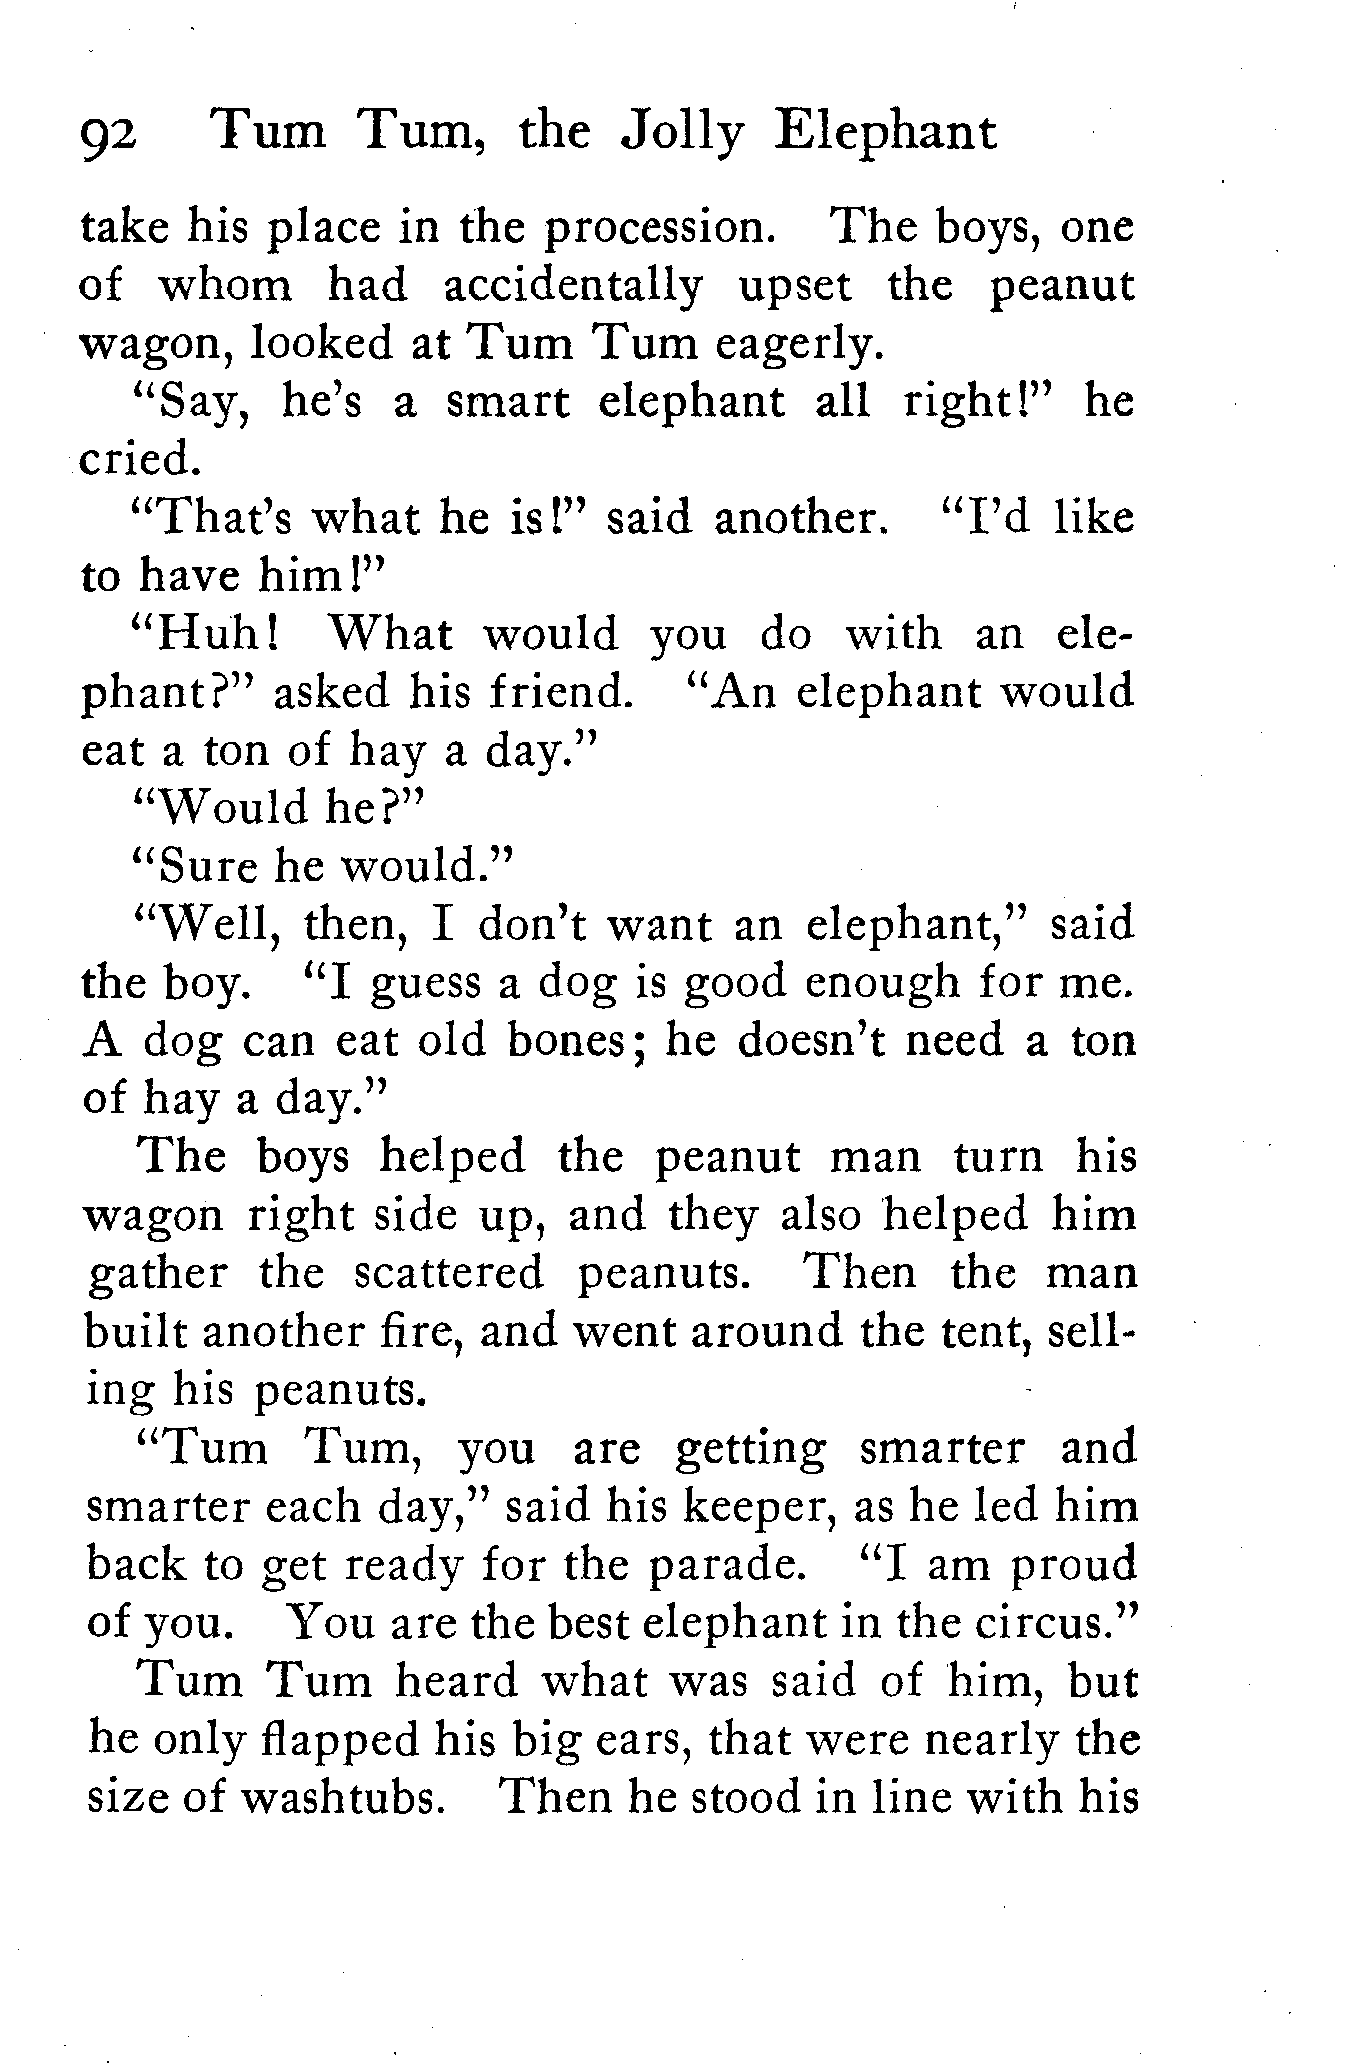 92 Tum Tum, the Jolly Elephant
take his place in the procession. The boys, one
of whom had accidentally upset the peanut
wagon, looked at Tum Tum eagerly.
“Say, he’s a smart elephant all right!” he
cried.
“That’s what he is!” said another. “I’d like
to have him!”
“Huh! What would you do with an ele-
phant?” asked his friend. “An elephant would
eat a ton of hay a day.”
“Would he?”
“Sure he would.”
“Well, then, I don’t want an elephant,” said
the boy. “I guess a dog is good enough for me.
A dog can eat old bones; he doesn’t need a ton
of hay a day.”
The boys helped the peanut man turn his
wagon right side up, and they also helped him
gather the scattered peanuts. Then the man
built another fire, and went around the tent, sell-
ing his peanuts.
“Tum Tum, you are getting smarter and
smarter each day,” said his keeper, as he led him
back to get ready for the parade. “I am proud
of you. You are the best elephant in the circus.”
Tum Tum heard what was said of him, but
he only flapped his big ears, that were nearly the
size of washtubs. Then he stood in line with his